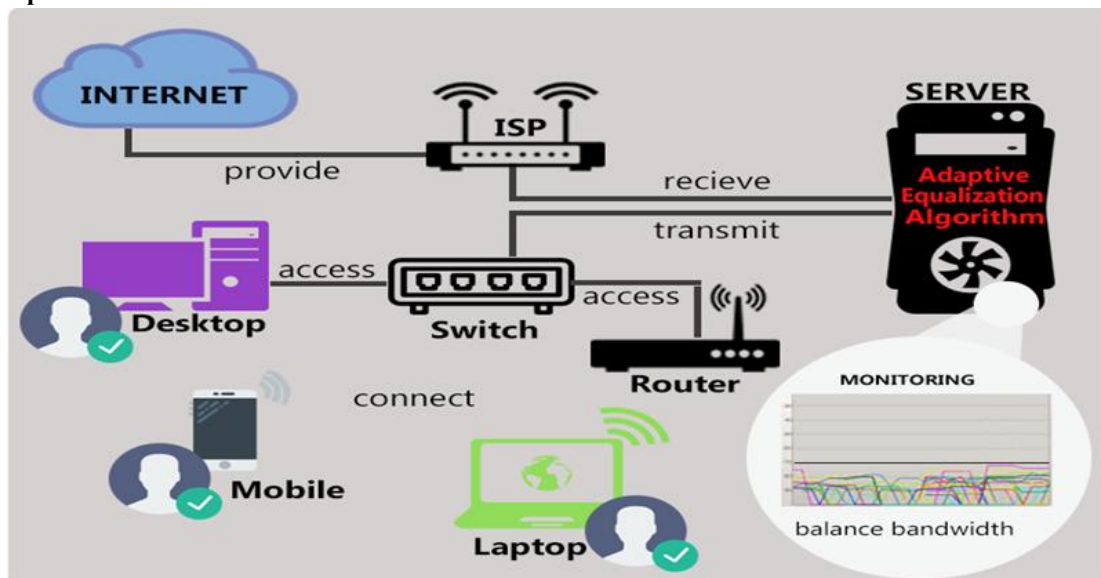 INTERNET
ISP
SERVER
provide
recieve
Adaptive
Equalization
Algorithm
transmit
access
access
Desktop
Switch
Router
MONITORING
connect
Mobile
Laptop
balance bandwidth